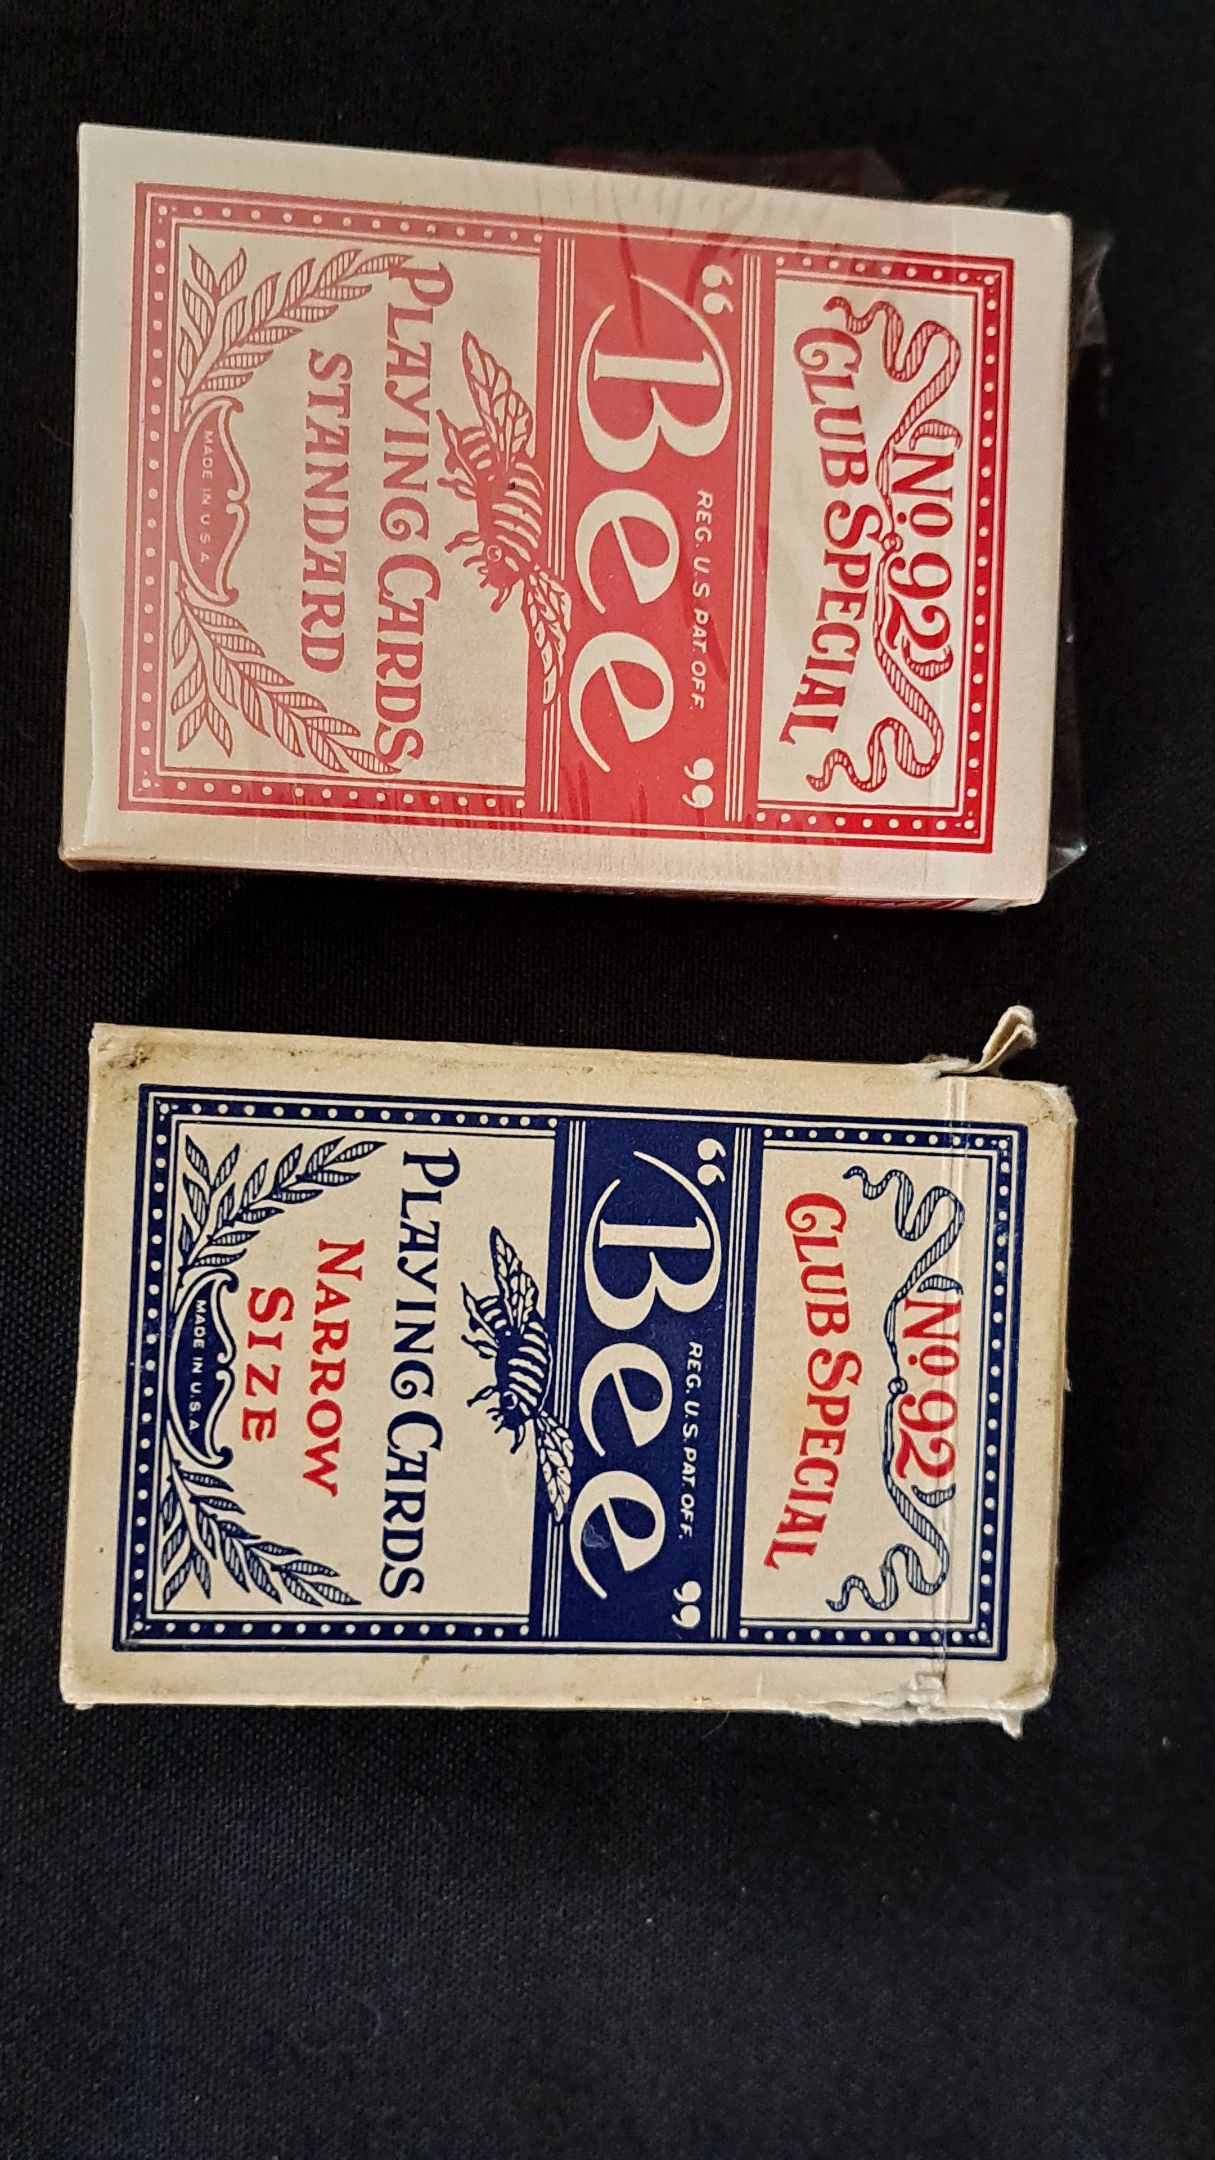 No. 92
CLUB SPECIAL
"Bee"
REG. U.S. PAT. OFF.
PLAYING CARDS
STANDARD
MADE IN U.S.A
No. 92
CLUB SPECIAL
"Bee"
REG. U.S. PAT. OFF.
PLAYING CARDS
NARROW
SIZE
MADE IN U.S.A